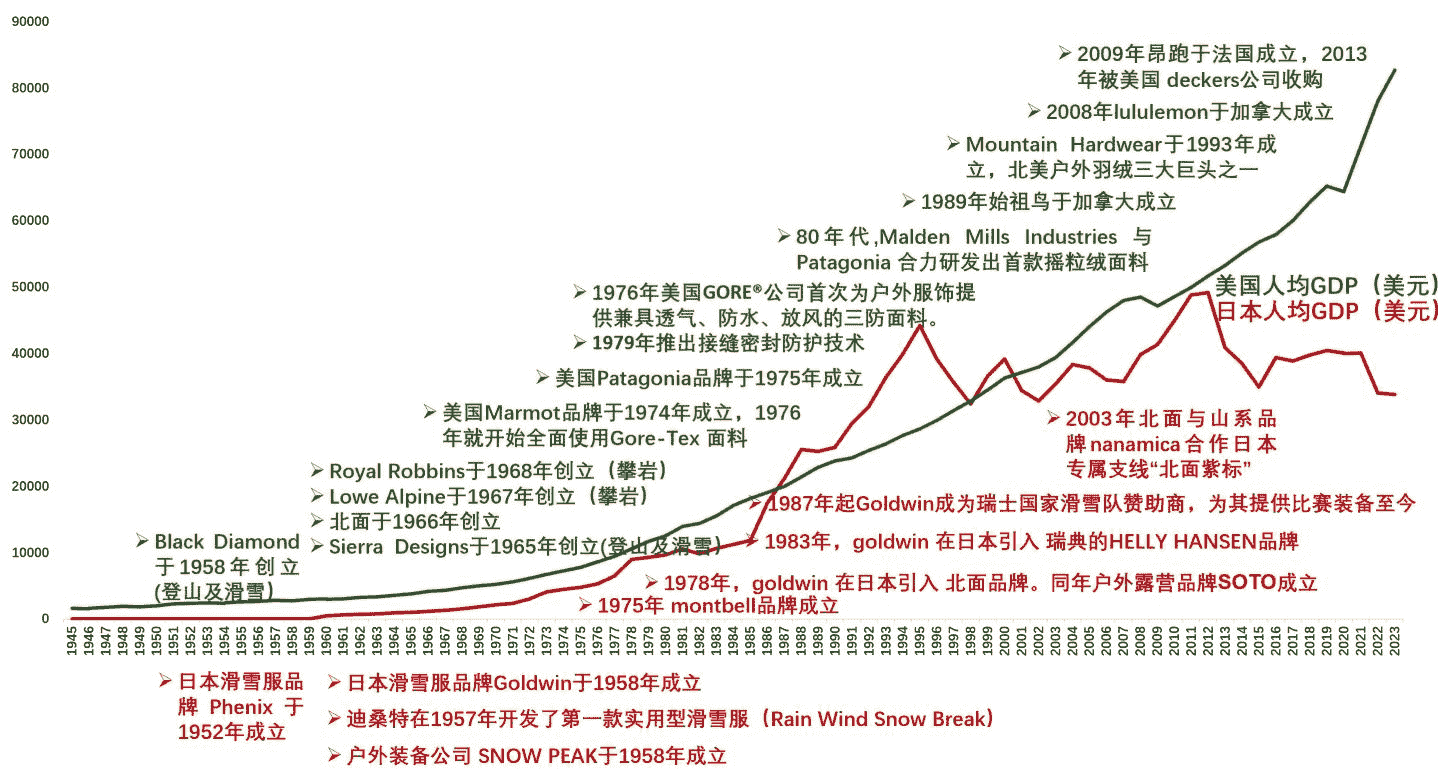 90000
80000
70000
60000
50000
40000
30000
20000
10000
0
➢ 2009年昂跑于法国成立，2013
年被美国 deckers公司收购
➢ 2008年lululemon于加拿大成立
➢ Mountain Hardwear于1993年成
立，北美户外羽绒三大巨头之一
➢ 1989年始祖鸟于加拿大成立
➢ 80年代,Malden Mills Industries 与
Patagonia 合力研发出首款摇粒绒面料
➢ 1976年美国GORE®公司首次为户外服饰提
供兼具透气、防水、放风的三防面料。
➢ 1979年推出接缝密封防护技术
美国人均GDP（美元）
日本人均GDP（美元）
➢ 美国Patagonia品牌于1975年成立
➢ 美国Marmot品牌于1974年成立，1976
年就开始全面使用Gore-Tex 面料
➢ 2003年北面与山系品
牌nanamica合作日本
专属支线“北面紫标”
➢ Royal Robbins于1968年创立（攀岩）
➢ Lowe Alpine于1967年创立（攀岩）
➢ 北面于1966年创立
➢ Sierra Designs于1965年创立(登山及滑雪)
➢ Black Diamond
于1958年创立
(登山及滑雪)
➢ 1987年起Goldwin成为瑞士国家滑雪队赞助商，为其提供比赛装备至今
➢ 1983年，goldwin 在日本引入 瑞典的HELLY HANSEN品牌
➢ 1978年，goldwin 在日本引入 北面品牌。同年户外露营品牌SOTO成立
➢ 1975年 montbell品牌成立
1945 1946 1947 1948 1949 1950 1951 1952 1953 1954 1955 1956 1957 1958 1959 1960 1961 1962 1963 1964 1965 1966 1967 1968 1969 1970 1971 1972 1973 1974 1975 1976 1977 1978 1979 1980 1981 1982 1983 1984 1985 1986 1987 1988 1989 1990 1991 1992 1993 1994 1995 1996 1997 1998 1999 2000 2001 2002 2003 2004 2005 2006 2007 2008 2009 2010 2011 2012 2013 2014 2015 2016 2017 2018 2019 2020 2021 2022 2023
➢ 日本滑雪服品
牌 Phenix 于
1952年成立
➢ 日本滑雪服品牌Goldwin于1958年成立
➢ 迪桑特在1957年开发了第一款实用型滑雪服（Rain Wind Snow Break）
➢ 户外装备公司 SNOW PEAK于1958年成立